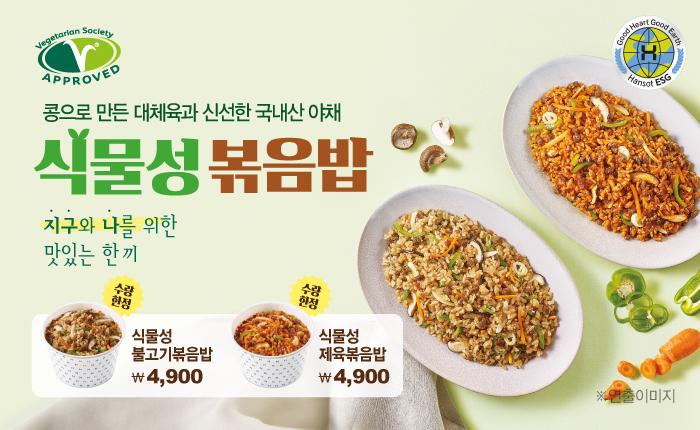 Vegetarian Society
APPROVED
Good Heart Good Earth
Hansot ESG
콩으로 만든 대체육과 신선한 국내산 야채
식물성 볶음밥
지구와 나를 위한
맛있는 한 끼
수량
한정
식물성
불고기볶음밥
₩4,900
수량
한정
식물성
제육볶음밥
₩4,900
※연출이미지